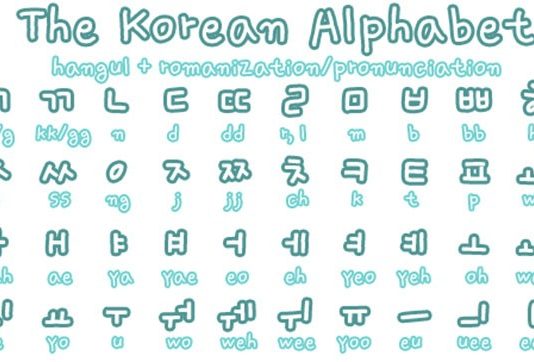 The Korean Alphabet
hangul + romanization/pronunciation
ㄲ ㄴ ㄷ ㄸ ㄹ ㅁ ㅂ ㅃ
/g kk/gg n d dd r,l m b bb
ㅆ ㅇ ㅈ ㅉ ㅊ ㅋ ㅌ ㅍ
ss ng j jj ch k t p
ㅐ ㅑ ㅒ ㅓ ㅔ ㅕ ㅖ ㅗ
ae Ya Yae eo eh Yeo Yeh oh
ㅛ ㅜ ㅝ ㅞ ㅟ ㅠ ㅡ ㅢ
Yo u wo weh wee Yoo eu uee